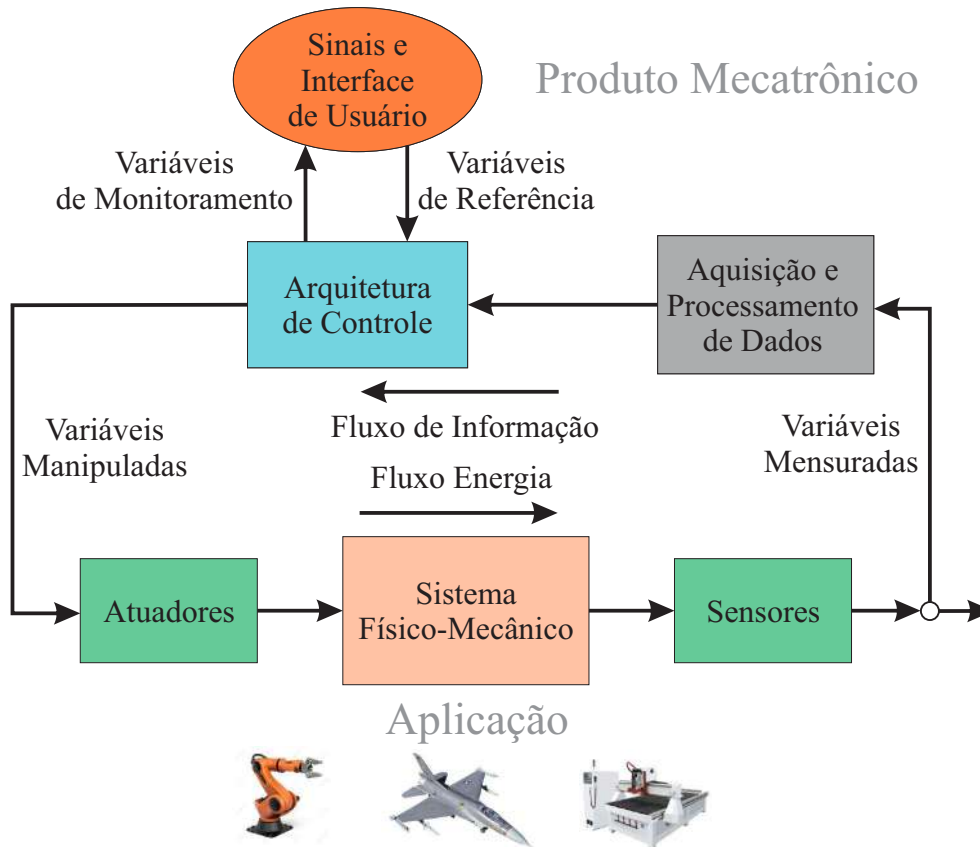 Sinais e
Interface
de Usuário
Produto Mecatrônico
Variáveis
de Monitoramento
Variáveis
de Referência
Arquitetura
de Controle
Aquisição e
Processamento
de Dados
Fluxo de Informação
Fluxo Energia
Variáveis
Manipuladas
Variáveis
Mensuradas
Atuadores
Sistema
Físico-Mecânico
Sensores
Aplicação